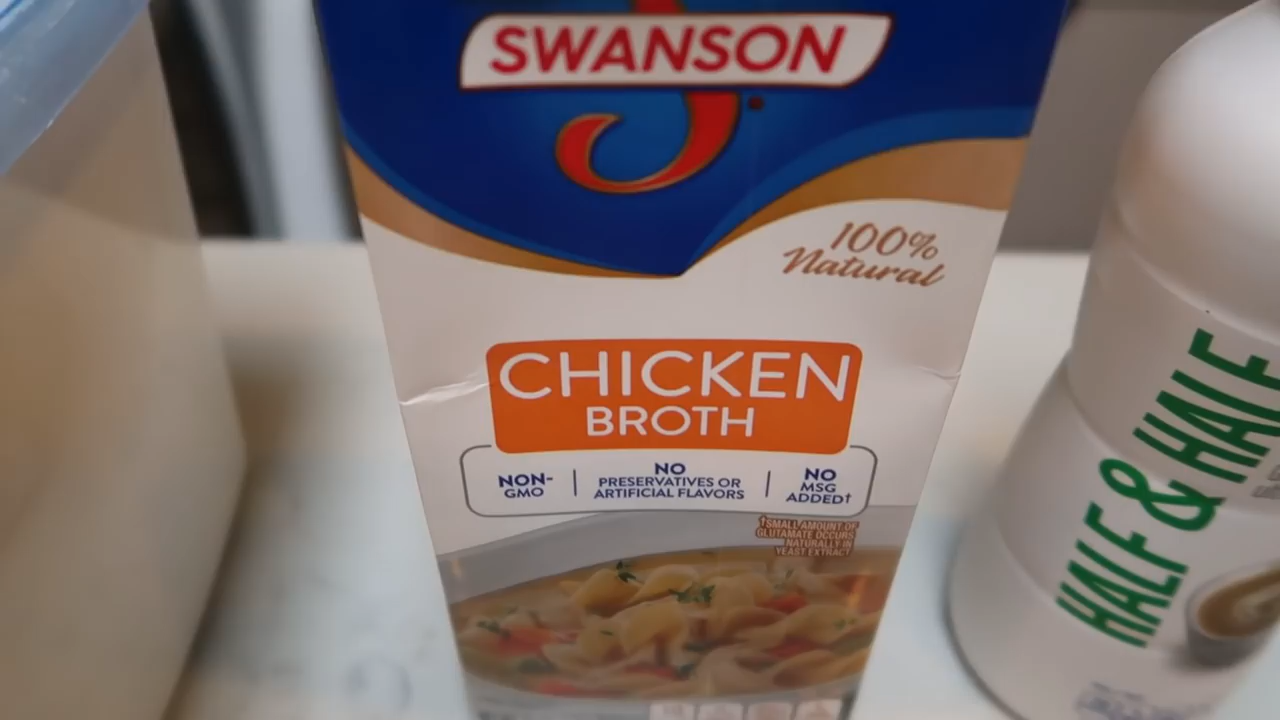 SWANSON
100%
Natural
CHICKEN
BROTH
NON-
GMO
NO
PRESERVATIVES OR
ARTIFICIAL FLAVORS
NO
MSG
ADDED†
†SMALL AMOUNT OF
GLUTAMATE OCCURS
NATURALLY IN
YEAST EXTRACT
HALF & HALF